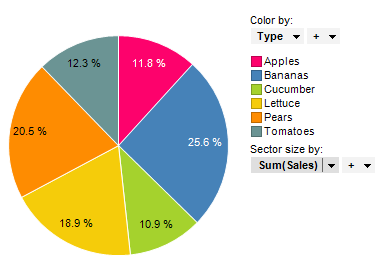 Color by:
Type +
Apples
Bananas
Cucumber
Lettuce
Pears
Tomatoes
Sector size by:
Sum(Sales) +
12.3 %
11.8 %
20.5 %
25.6 %
18.9 %
10.9 %